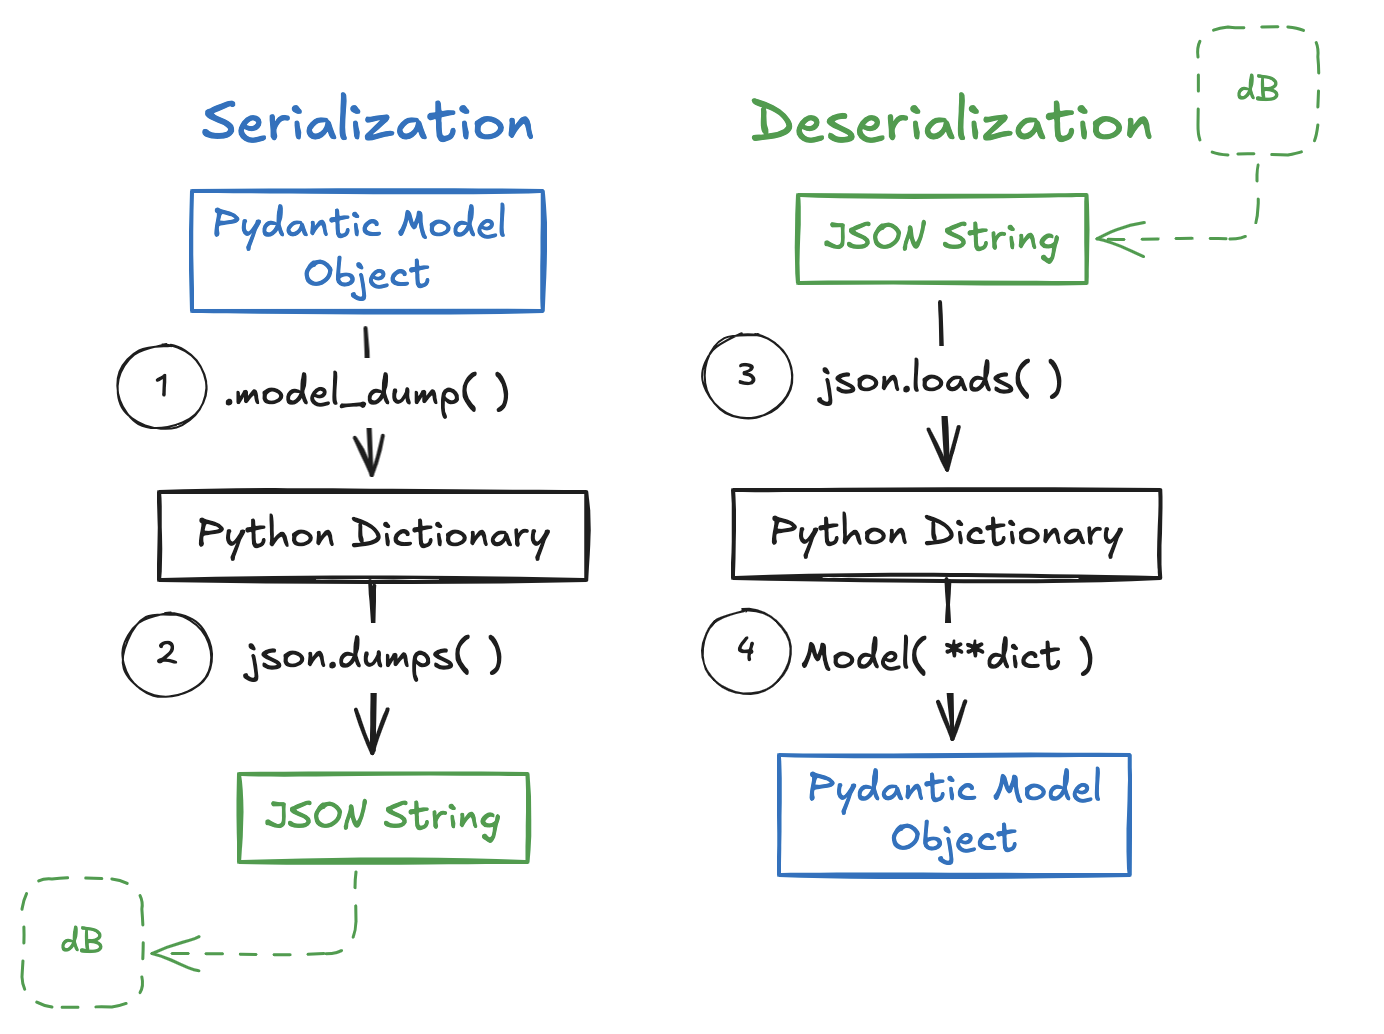 Serialization
Pydantic Model
Object
1
.model_dump( )
Python Dictionary
2
json.dumps( )
JSON String
dB
Deserialization
dB
JSON String
3
json.loads( )
Python Dictionary
4
Model( **dict )
Pydantic Model
Object